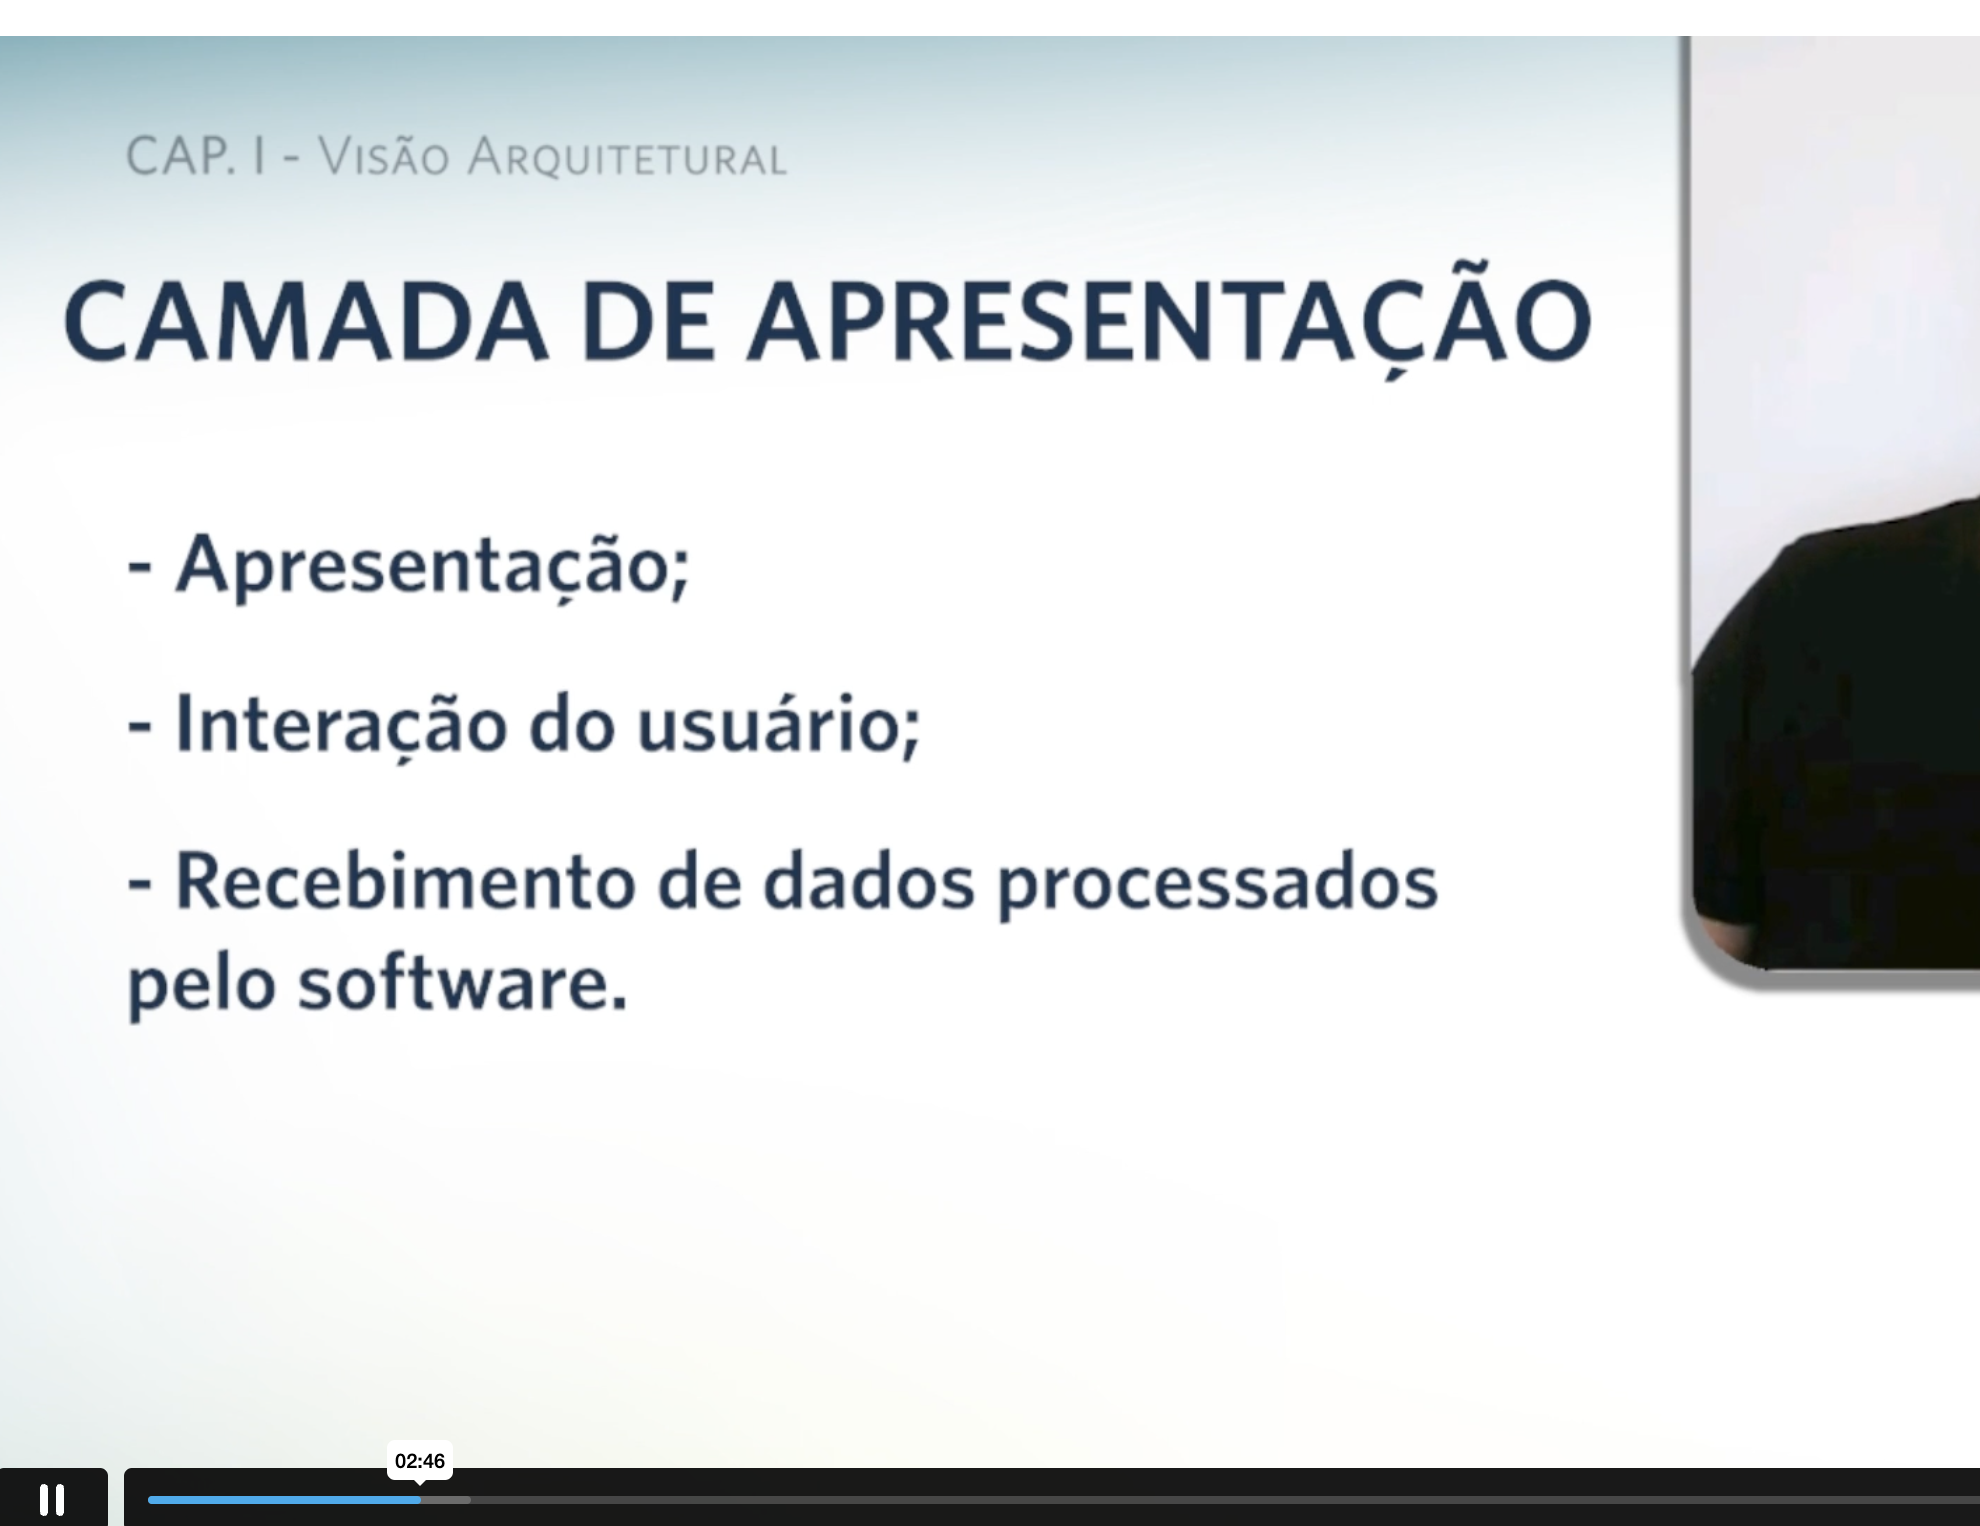 CAP. I - Visão Arquitetural
CAMADA DE APRESENTAÇÃO
- Apresentação;
- Interação do usuário;
- Recebimento de dados processados
pelo software.
02:46